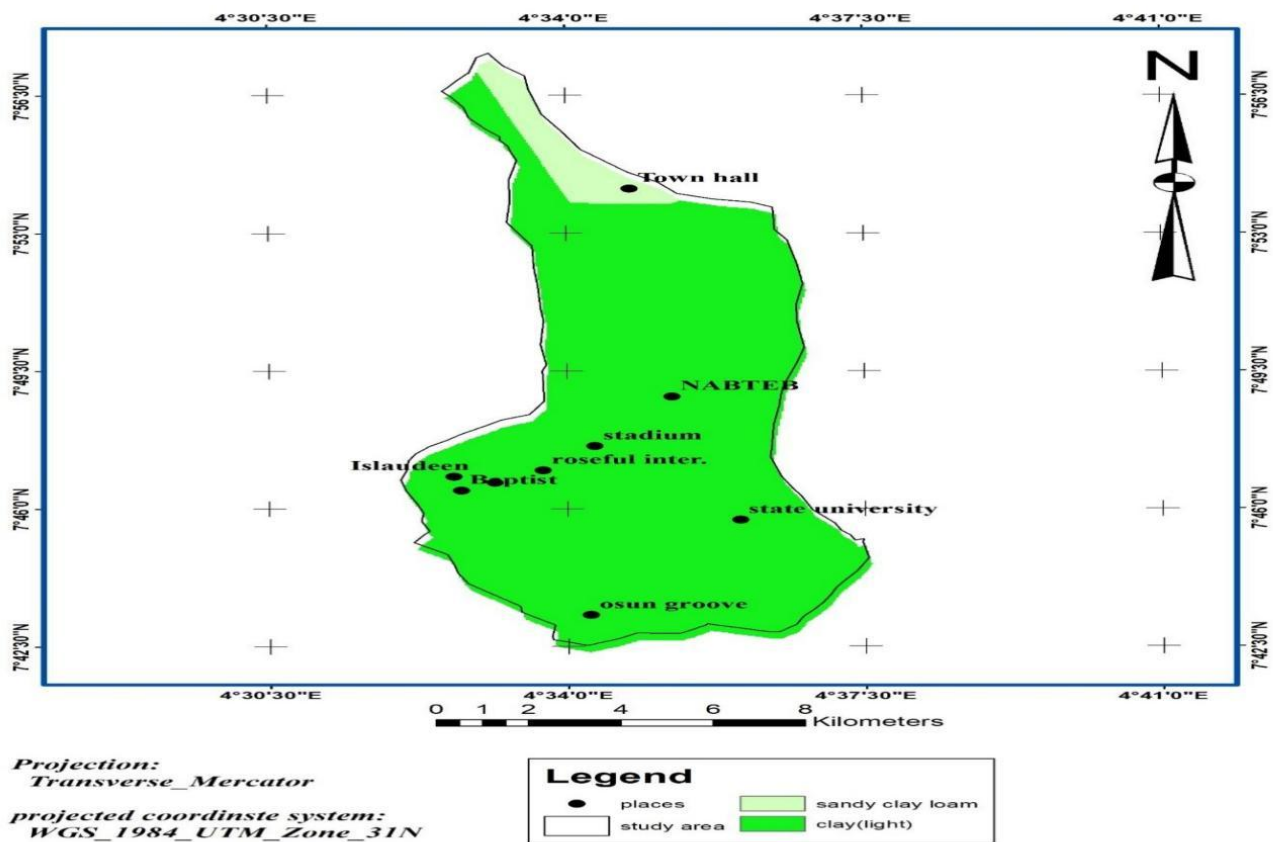 4°30'30"E 4°34'0"E 4°37'30"E 4°41'0"E
N
7°56'30"N 7°56'30"N
Town hall
7°53'0"N 7°53'0"N
7°49'30"N 7°49'30"N
NABTEB
stadium
roseful inter.
Islaudeen
Baptist
7°46'0"N 7°46'0"N
state university
osun groove
7°42'30"N 7°42'30"N
4°30'30"E 4°34'0"E 4°37'30"E 4°41'0"E
0 1 2 4 6 8
Kilometers
Projection:
Transverse_Mercator
projected coordinste system:
WGS_1984_UTM_Zone_31N
Legend
places
study area
sandy clay loam
clay(light)